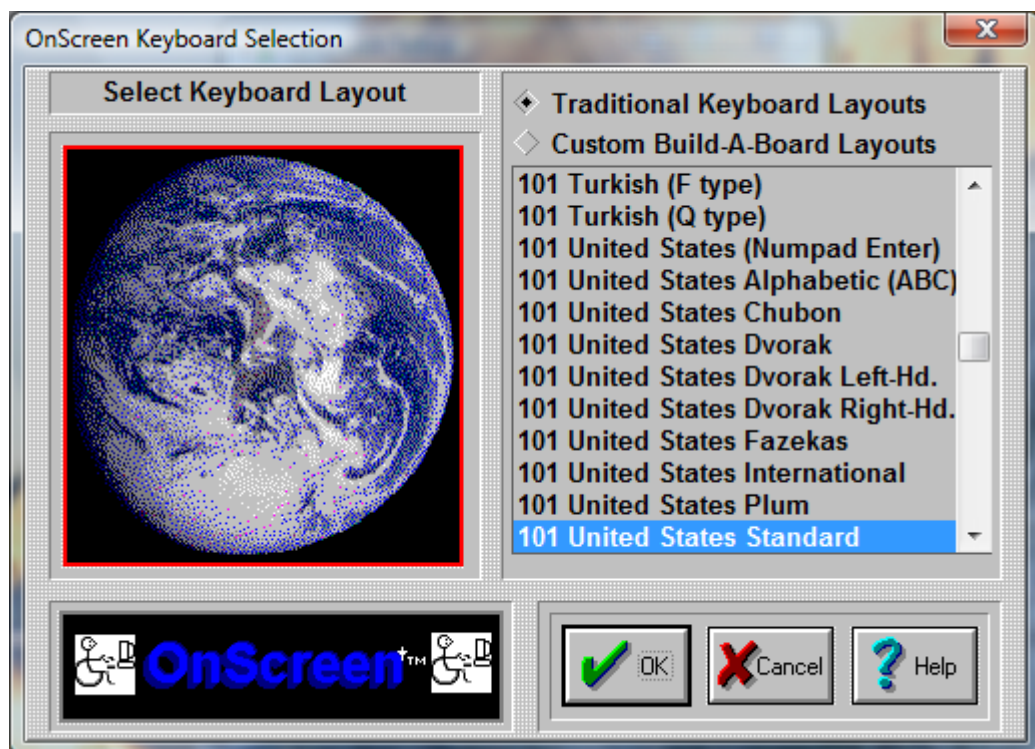 OnScreen Keyboard Selection
Select Keyboard Layout
Traditional Keyboard Layouts
Custom Build-A-Board Layouts
101 Turkish (F type)
101 Turkish (Q type)
101 United States (Numpad Enter)
101 United States Alphabetic (ABC)
101 United States Chubon
101 United States Dvorak
101 United States Dvorak Left-Hd.
101 United States Dvorak Right-Hd.
101 United States Fazekas
101 United States International
101 United States Plum
101 United States Standard
OnScreen+™
OK
Cancel
Help